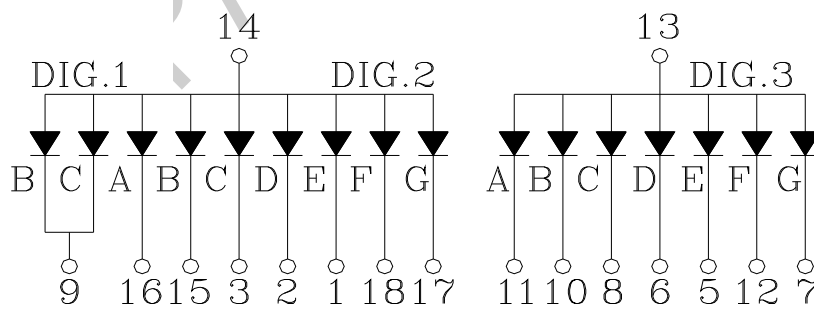 14 13
DIG.1 DIG.2 DIG.3
B C A B C D E F G A B C D E F G
9 16 15 3 2 1 18 17 11 10 8 6 5 12 7